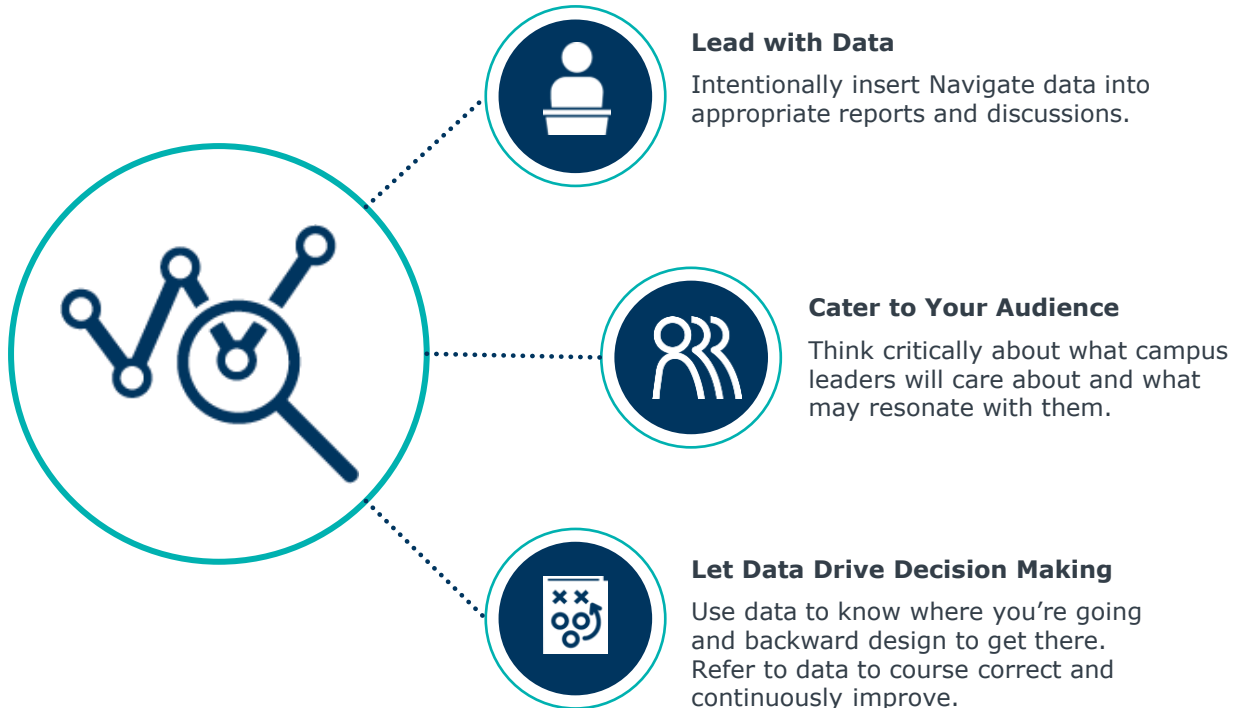 Lead with Data
Intentionally insert Navigate data into
appropriate reports and discussions.
Cater to Your Audience
Think critically about what campus
leaders will care about and what
may resonate with them.
Let Data Drive Decision Making
Use data to know where you’re going
and backward design to get there.
Refer to data to course correct and
continuously improve.